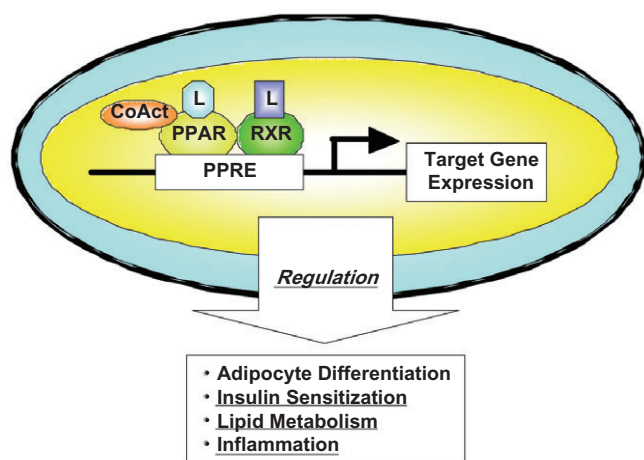 L
L
CoAct
PPAR
RXR
PPRE
Target Gene
Expression
Regulation
• Adipocyte Differentiation
• Insulin Sensitization
• Lipid Metabolism
• Inflammation